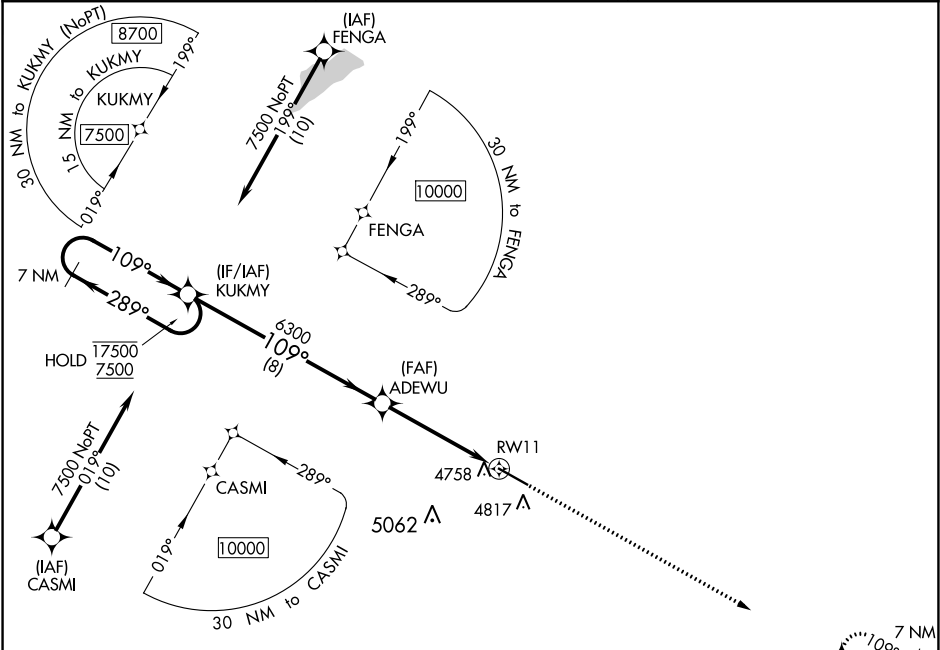 (IAF)
FENGA
30 NM to KUKMY (NoPT)
8700
199°
15 NM to KUKMY
KUKMY
7500
019°
7500 NoPT
199°
(10)
199°
30 NM to FENGA
10000
FENGA
289°
109°
7 NM
289°
(IF/IAF)
KUKMY
HOLD
17500
7500
6300
109°
(8)
(FAF)
ADEWU
RW11
4758
4817
5062
7500 NoPT
019°
(10)
(IAF)
CASMI
289°
CASMI
019°
10000
30 NM to CASMI
7 NM
109°